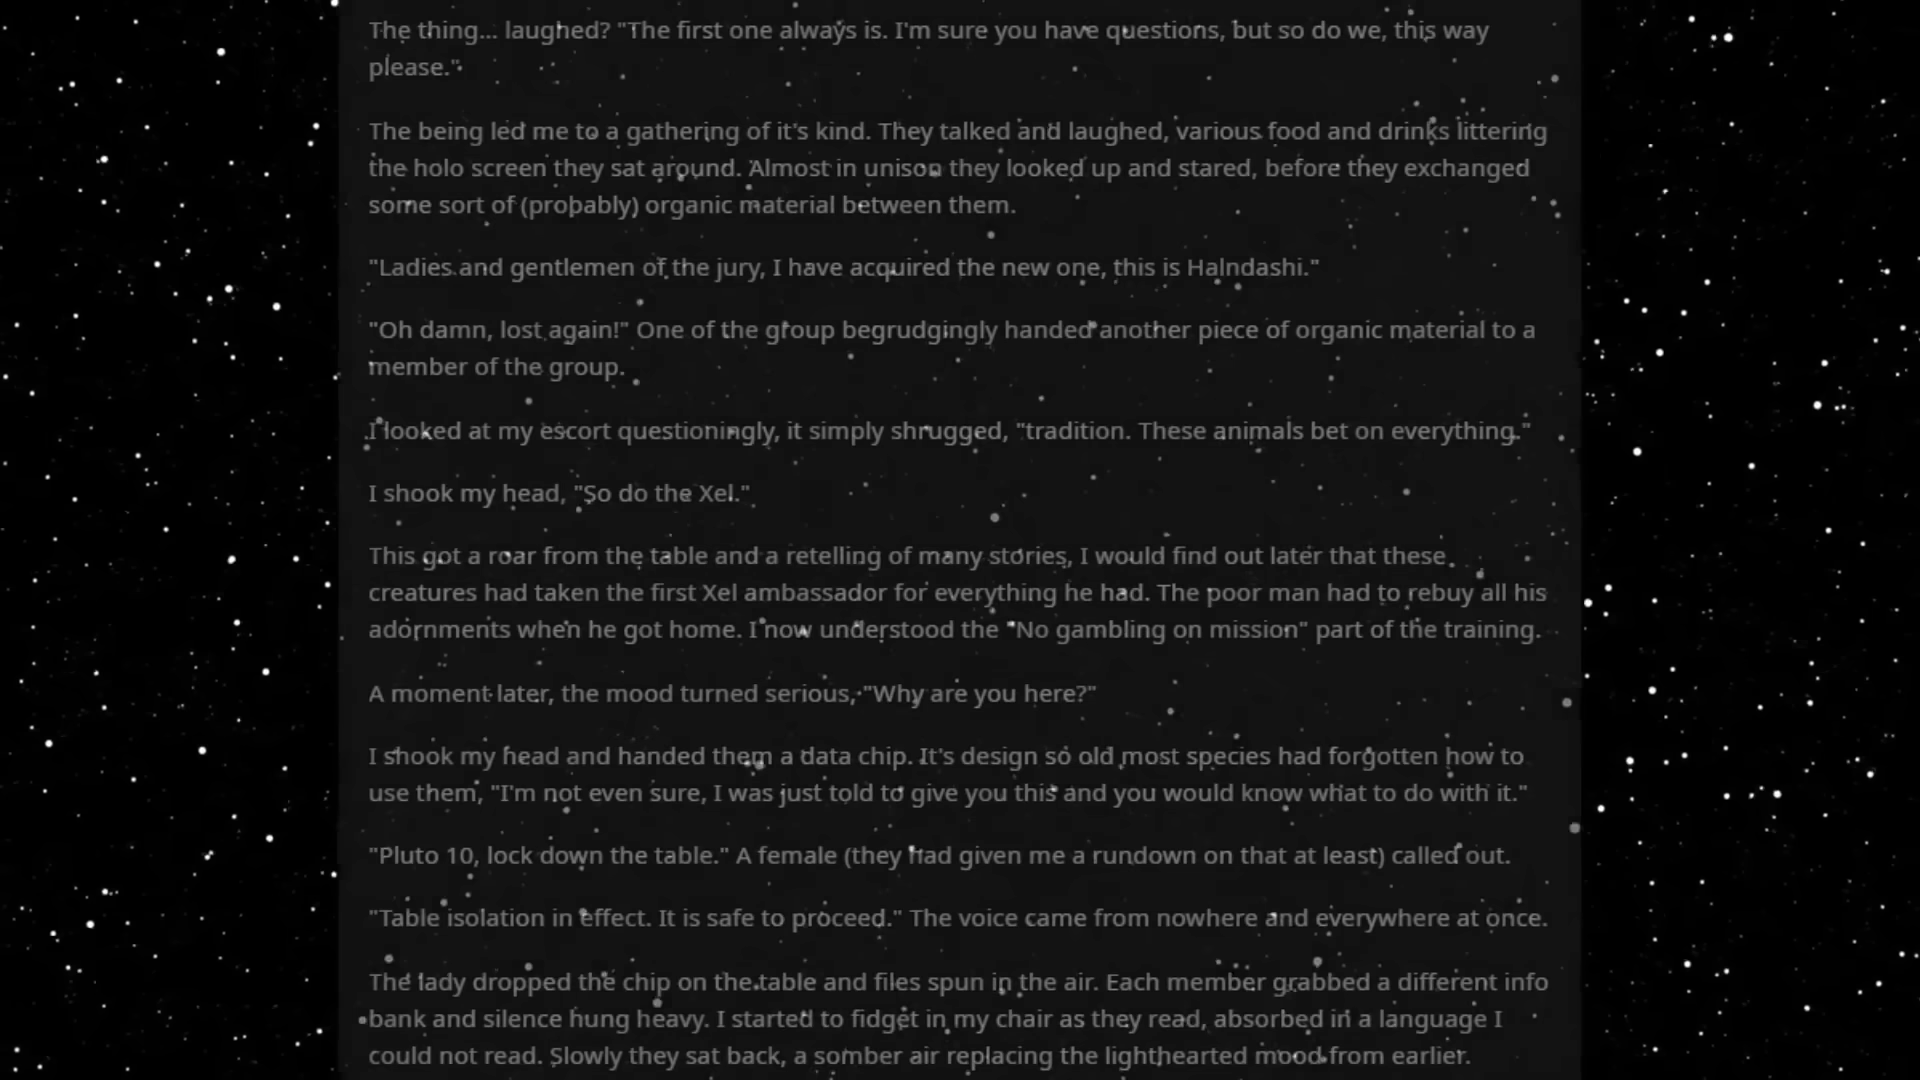 The thing... laughed? "The first one always is. I'm sure you have questions, but so do we, this way
please."
The being led me to a gathering of it's kind. They talked and laughed, various food and drinks littering
the holo screen they sat around. Almost in unison they looked up and stared, before they exchanged
some sort of (probably) organic material between them.
"Ladies and gentlemen of the jury, I have acquired the new one, this is Halndashi."
"Oh damn, lost again!" One of the group begrudgingly handed another piece of organic material to a
member of the group.
I looked at my escort questioningly, it simply shrugged, "tradition. These animals bet on everything."
I shook my head, "So do the Xel."
This got a roar from the table and a retelling of many stories, I would find out later that these
creatures had taken the first Xel ambassador for everything he had. The poor man had to rebuy all his
adornments when he got home. I now understood the "No gambling on mission" part of the training.
A moment later, the mood turned serious, "Why are you here?"
I shook my head and handed them a data chip. It's design so old most species had forgotten how to
use them, "I'm not even sure, I was just told to give you this and you would know what to do with it."
"Pluto 10, lock down the table." A female (they had given me a rundown on that at least) called out.
"Table isolation in effect. It is safe to proceed." The voice came from nowhere and everywhere at once.
The lady dropped the chip on the table and files spun in the air. Each member grabbed a different info
bank and silence hung heavy. I started to fidget in my chair as they read, absorbed in a language I
could not read. Slowly they sat back, a somber air replacing the lighthearted mood from earlier.